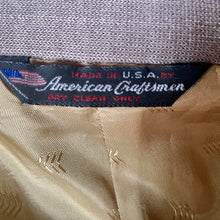 MADE IN U.S.A. BY
American Craftsmen
DRY CLEAN ONLY